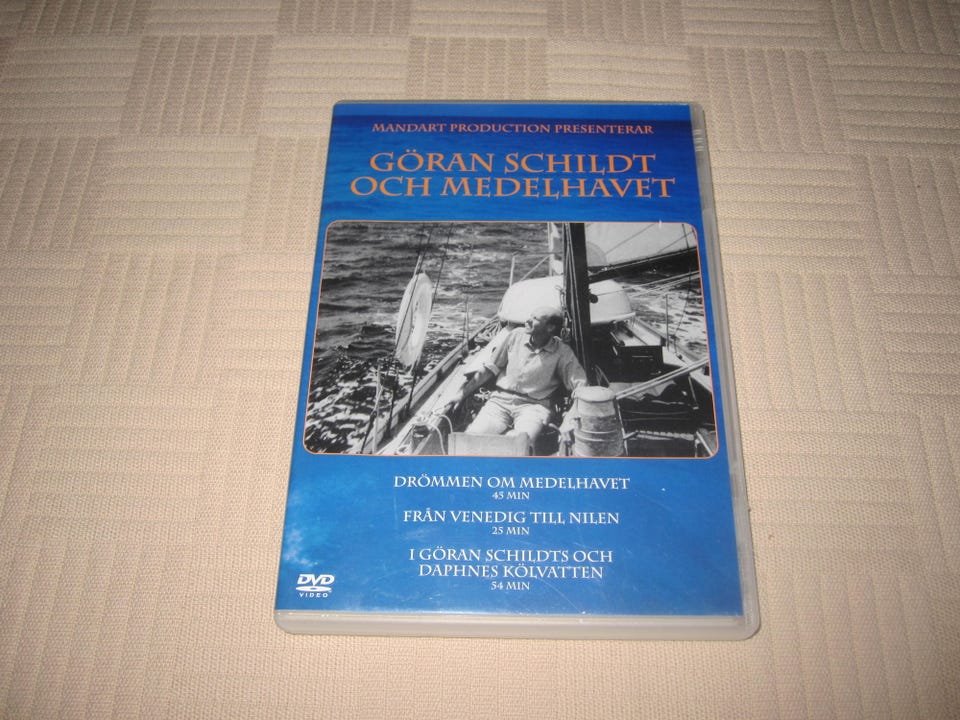 MANDART PRODUCTION PRESENTERAR
GÖRAN SCHILDT
OCH MEDELHAVET
DRÖMMEN OM MEDELHAVET
45 MIN
FRÅN VENEDIG TILL NILEN
25 MIN
I GÖRAN SCHILDTS OCH
DAPHNES KÖLVATTEN
54 MIN
DVD
VIDEO